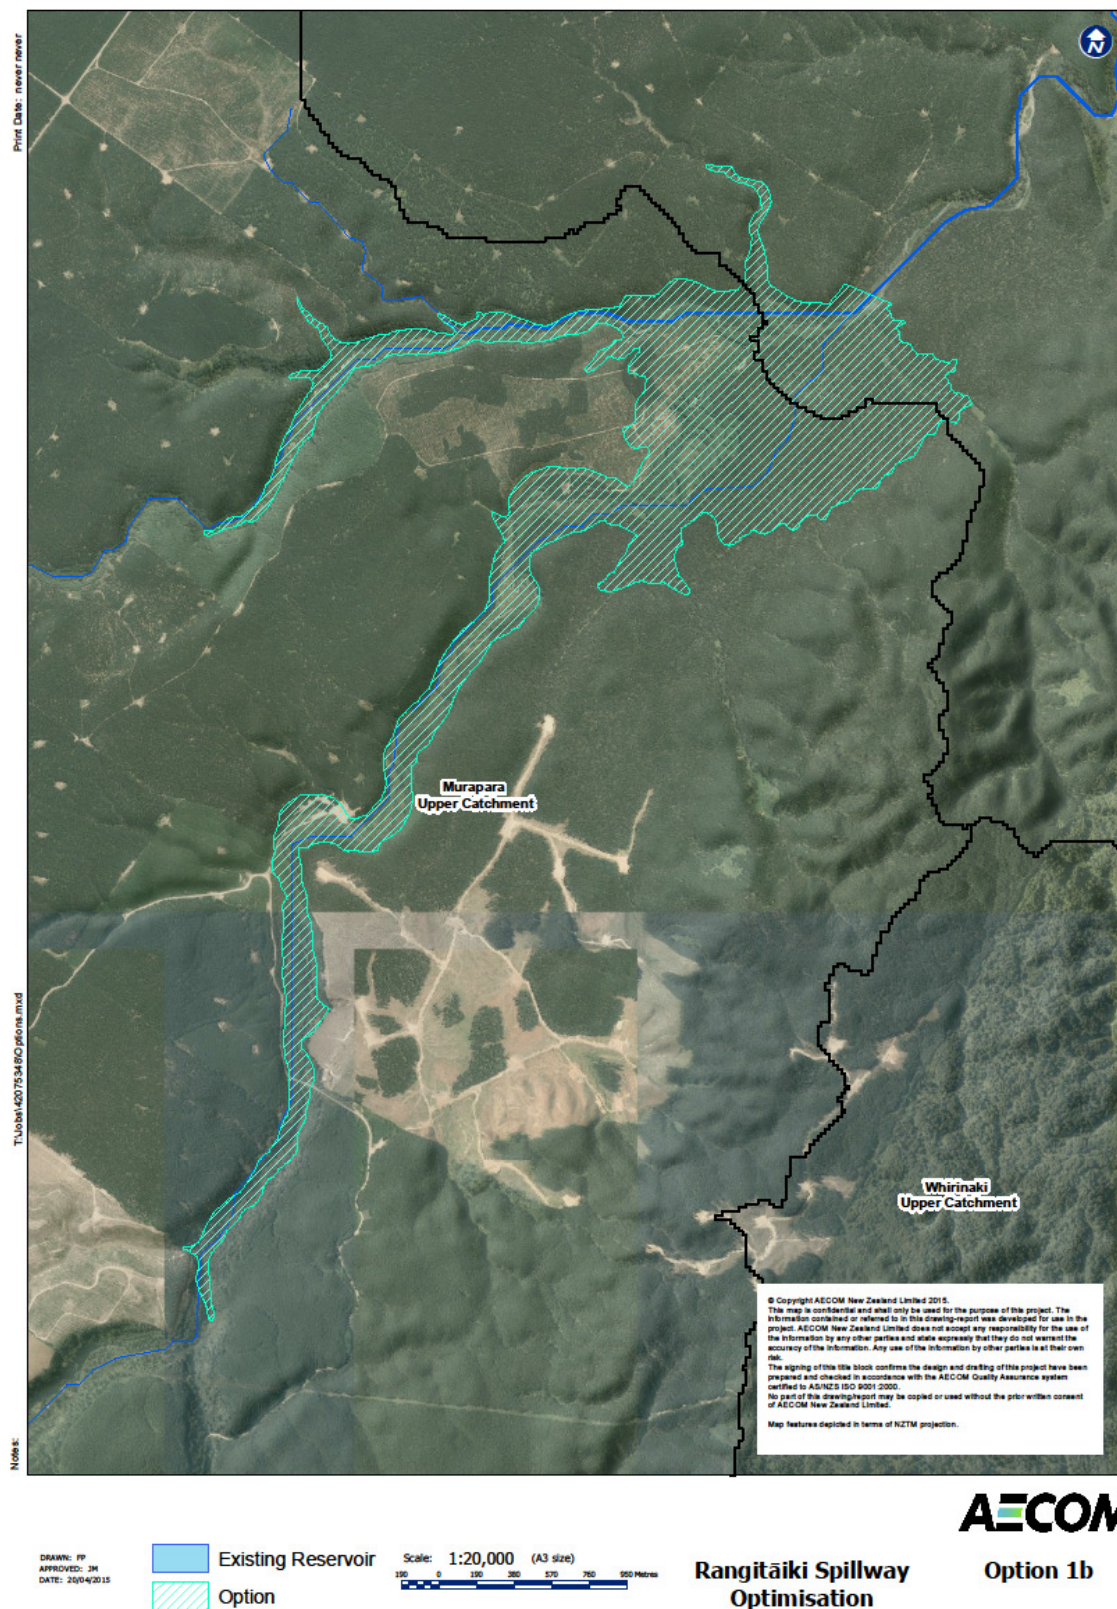 Print Date: never never
N
Murapara
Upper Catchment
Whirinaki
Upper Catchment
T:\Jobs\42075348\Options.mxd
Notes:
© Copyright AECOM New Zealand Limited 2015.
This map is confidential and shall only be used for the purpose of this project. The
information contained or referred to in this drawing-report was developed for use in the
project. AECOM New Zealand Limited does not accept any responsibility for the use of
the information by any other parties and state expressly that they do not warrant the
accuracy of the information. Any use of the information by other parties is at their own
risk.
The signing of this title block confirms the design and drafting of this project have been
prepared and checked in accordance with the AECOM Quality Assurance system
certified to AS/NZS ISO 9001:2000.
No part of this drawing/report may be copied or used without the prior written consent
of AECOM New Zealand Limited.
Map features depicted in terms of NZTM projection.
AECOM
DRAWN: FP
APPROVED: JM
DATE: 20/04/2015
Existing Reservoir
Option
Scale: 1:20,000 (A3 size)
190 0 190 380 570 760 950 Metres
Rangitāiki Spillway
Optimisation
Option 1b